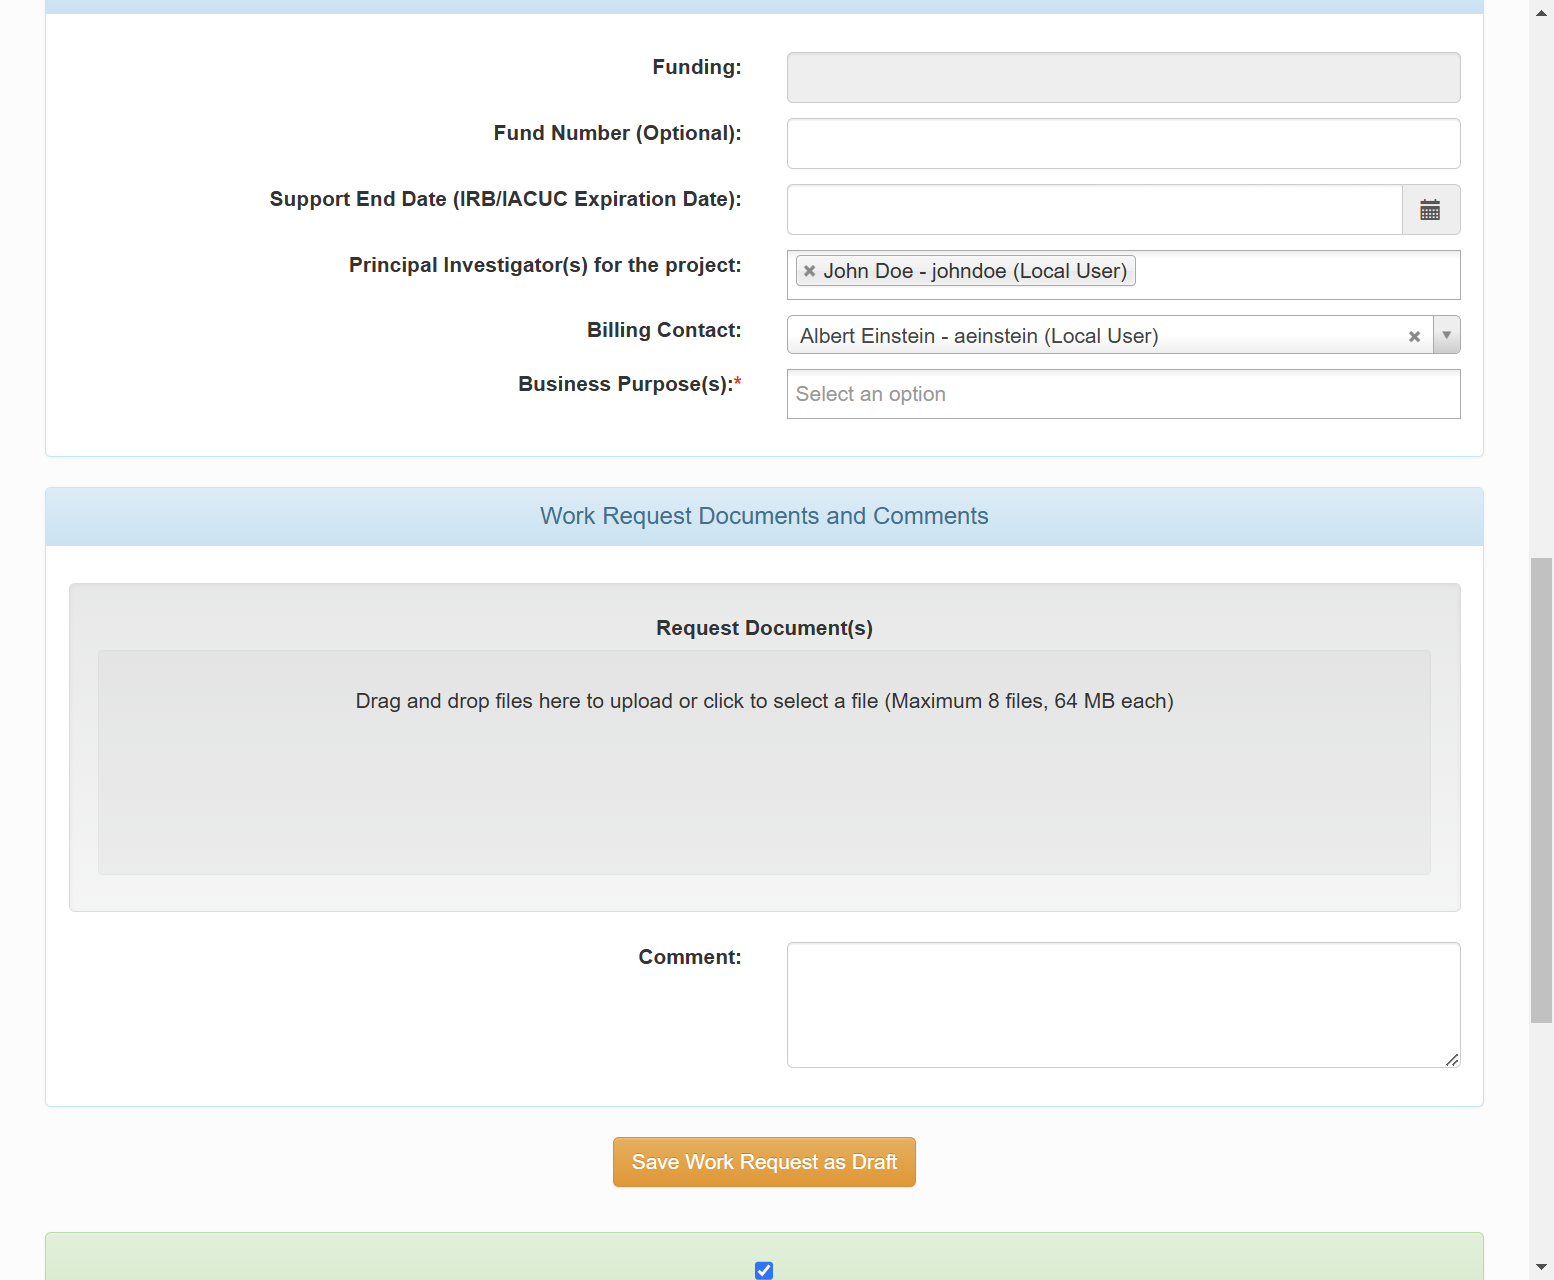 Funding:
Fund Number (Optional):
Support End Date (IRB/IACUC Expiration Date):
Principal Investigator(s) for the project:
John Doe - johndoe (Local User)
Billing Contact:
Albert Einstein - aeinstein (Local User)
Business Purpose(s):*
Select an option
Work Request Documents and Comments
Request Document(s)
Drag and drop files here to upload or click to select a file (Maximum 8 files, 64 MB each)
Comment:
Save Work Request as Draft